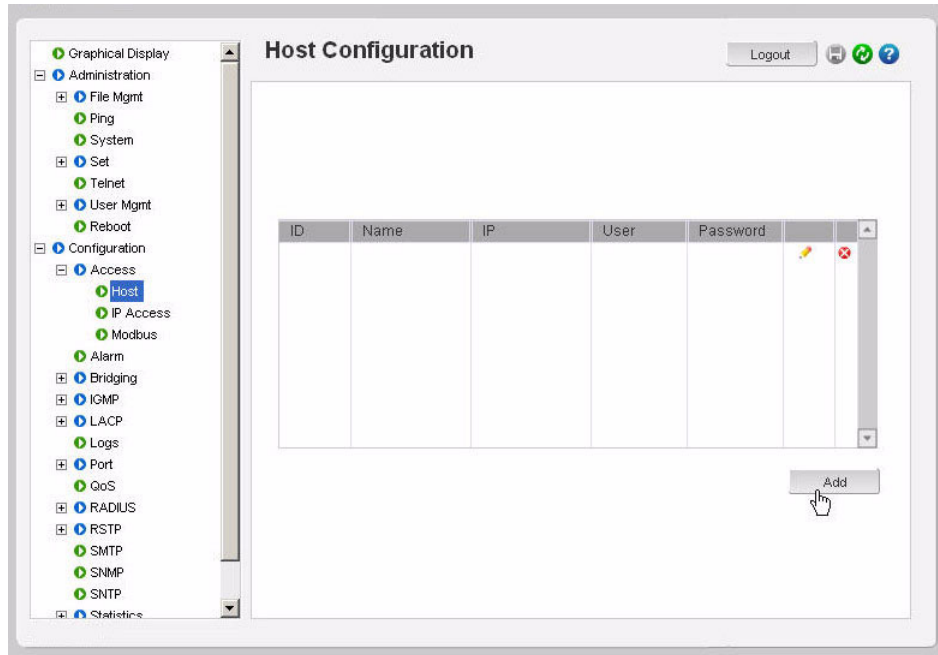 Host Configuration
Logout
Graphical Display
Administration
File Mgmt
Ping
System
Set
Telnet
User Mgmt
Reboot
Configuration
Access
Host
IP Access
Modbus
Alarm
Bridging
IGMP
LACP
Logs
Port
QoS
RADIUS
RSTP
SMTP
SNMP
SNTP
Statistics
ID Name IP User Password
Add